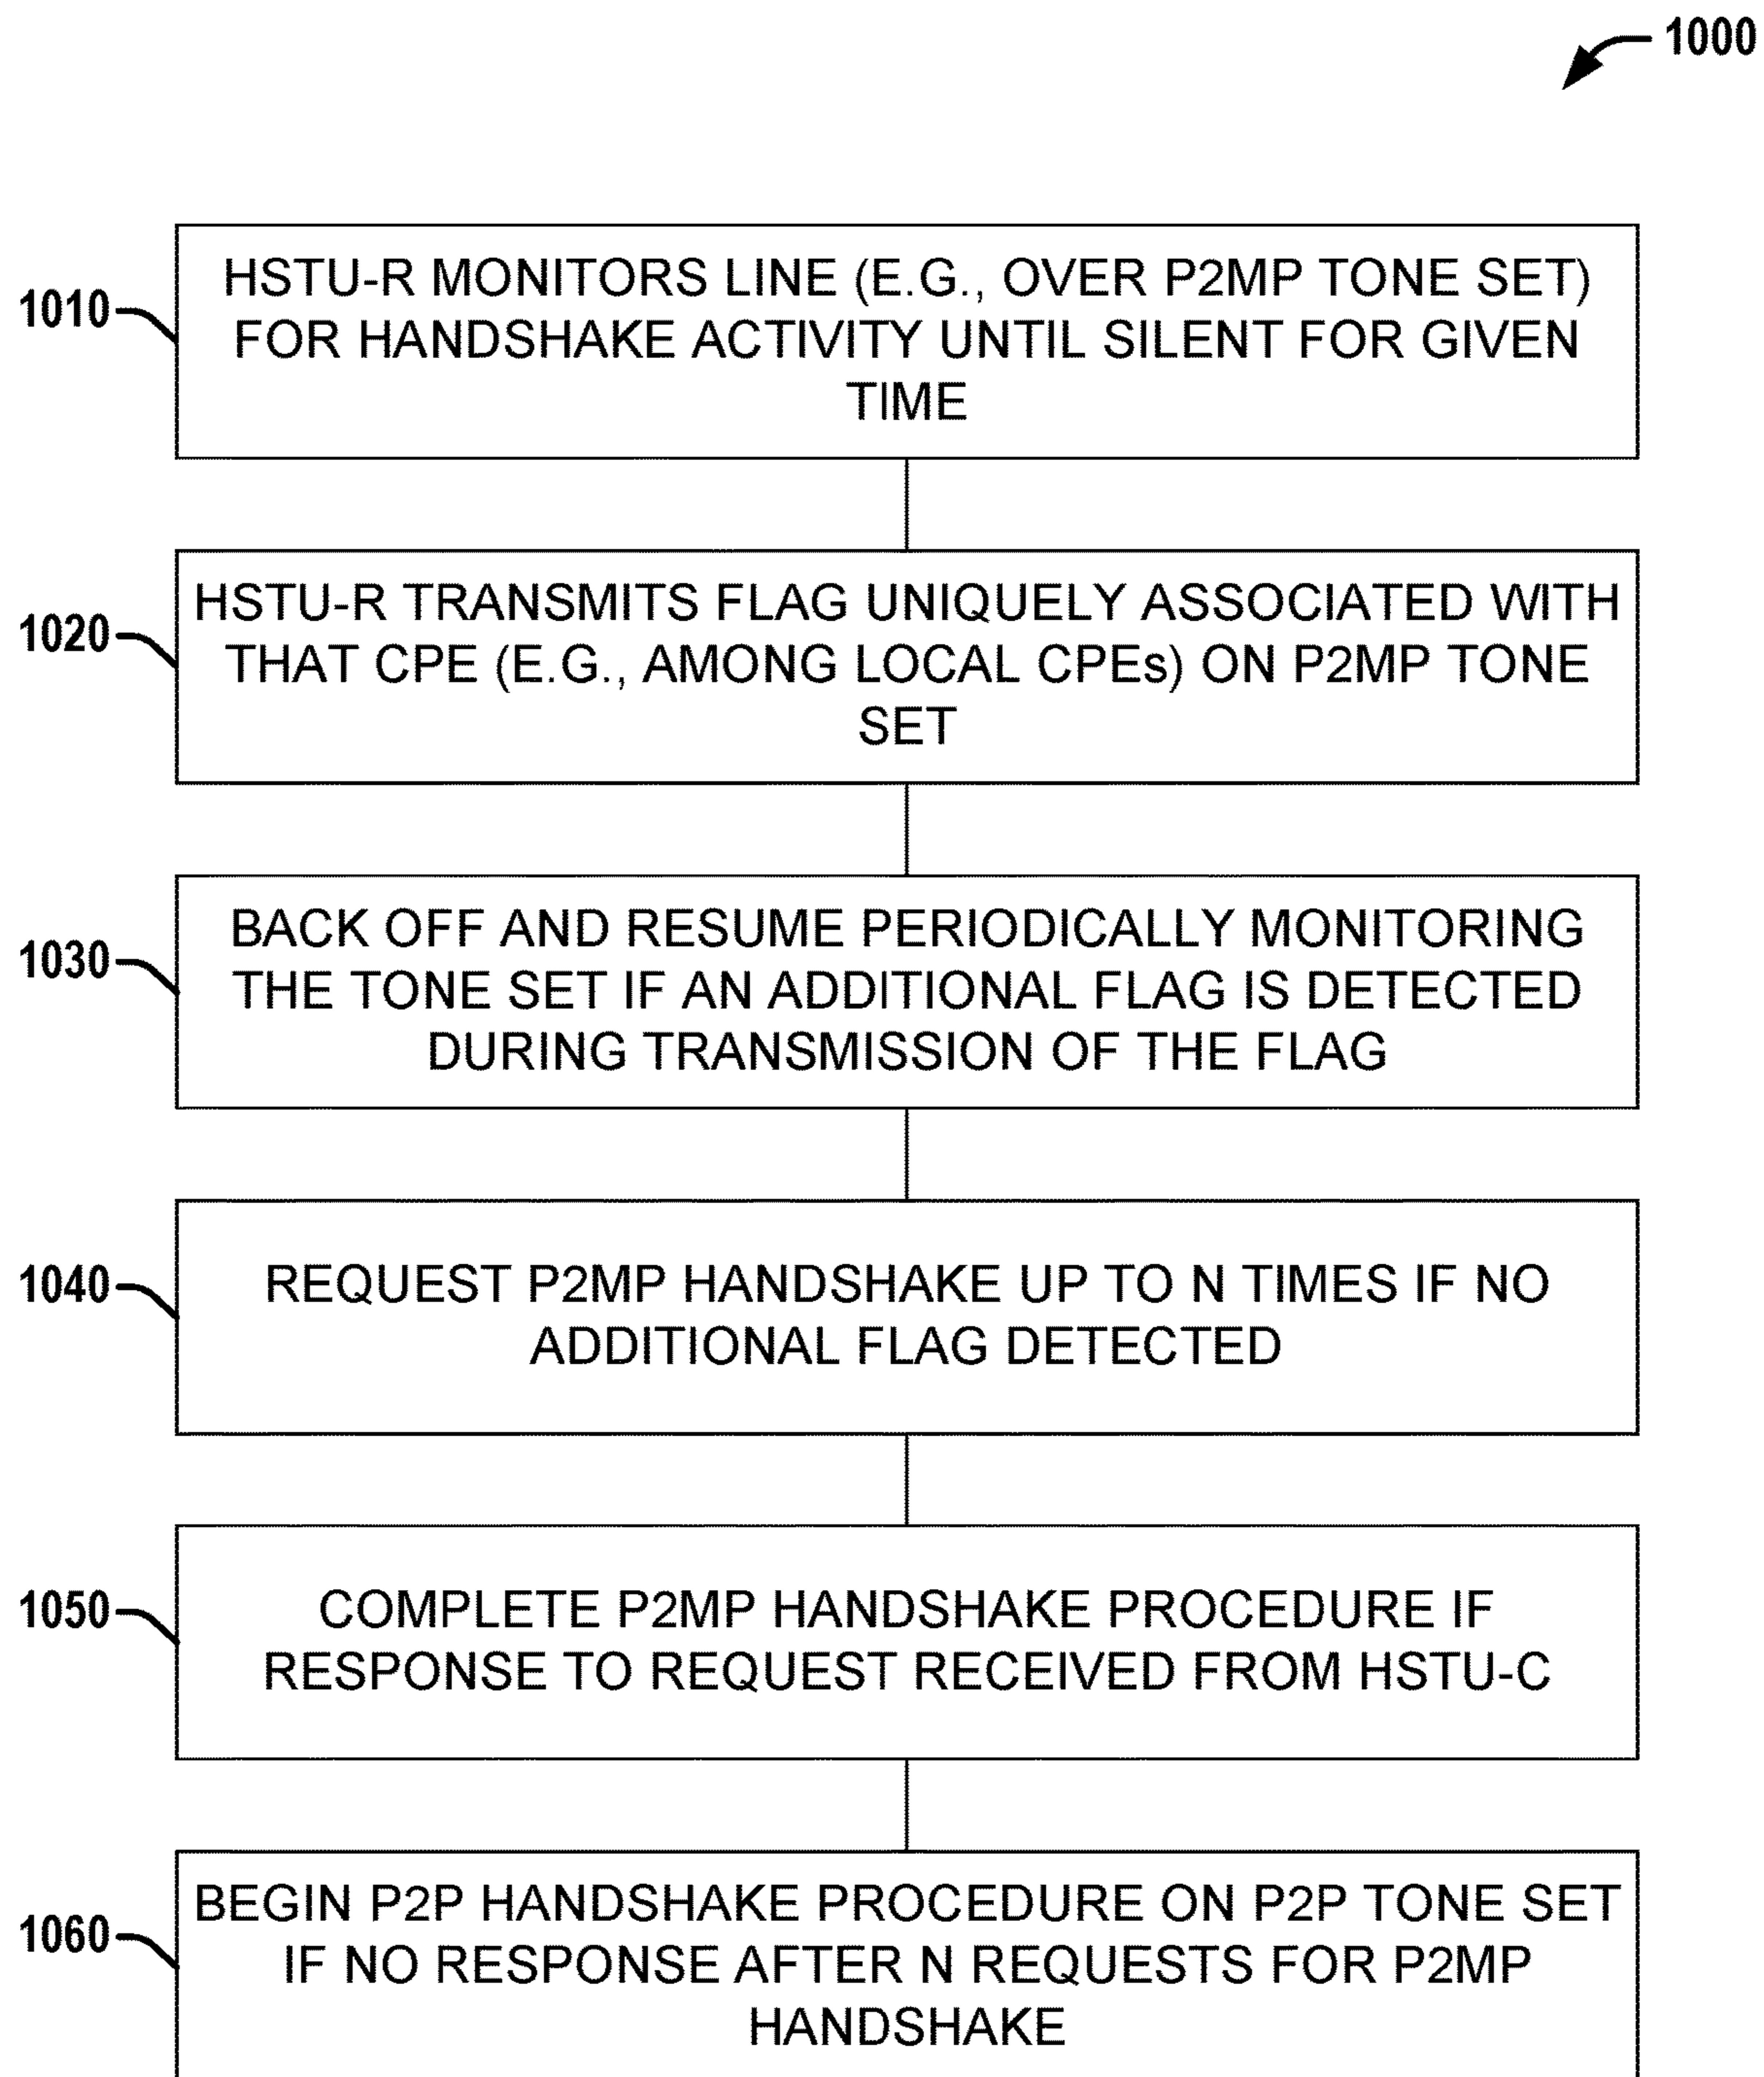 1000
1010
HSTU-R MONITORS LINE (E.G., OVER P2MP TONE SET)
FOR HANDSHAKE ACTIVITY UNTIL SILENT FOR GIVEN
TIME
1020
HSTU-R TRANSMITS FLAG UNIQUELY ASSOCIATED WITH
THAT CPE (E.G., AMONG LOCAL CPEs) ON P2MP TONE
SET
1030
BACK OFF AND RESUME PERIODICALLY MONITORING
THE TONE SET IF AN ADDITIONAL FLAG IS DETECTED
DURING TRANSMISSION OF THE FLAG
1040
REQUEST P2MP HANDSHAKE UP TO N TIMES IF NO
ADDITIONAL FLAG DETECTED
1050
COMPLETE P2MP HANDSHAKE PROCEDURE IF
RESPONSE TO REQUEST RECEIVED FROM HSTU-C
1060
BEGIN P2P HANDSHAKE PROCEDURE ON P2P TONE SET
IF NO RESPONSE AFTER N REQUESTS FOR P2MP
HANDSHAKE